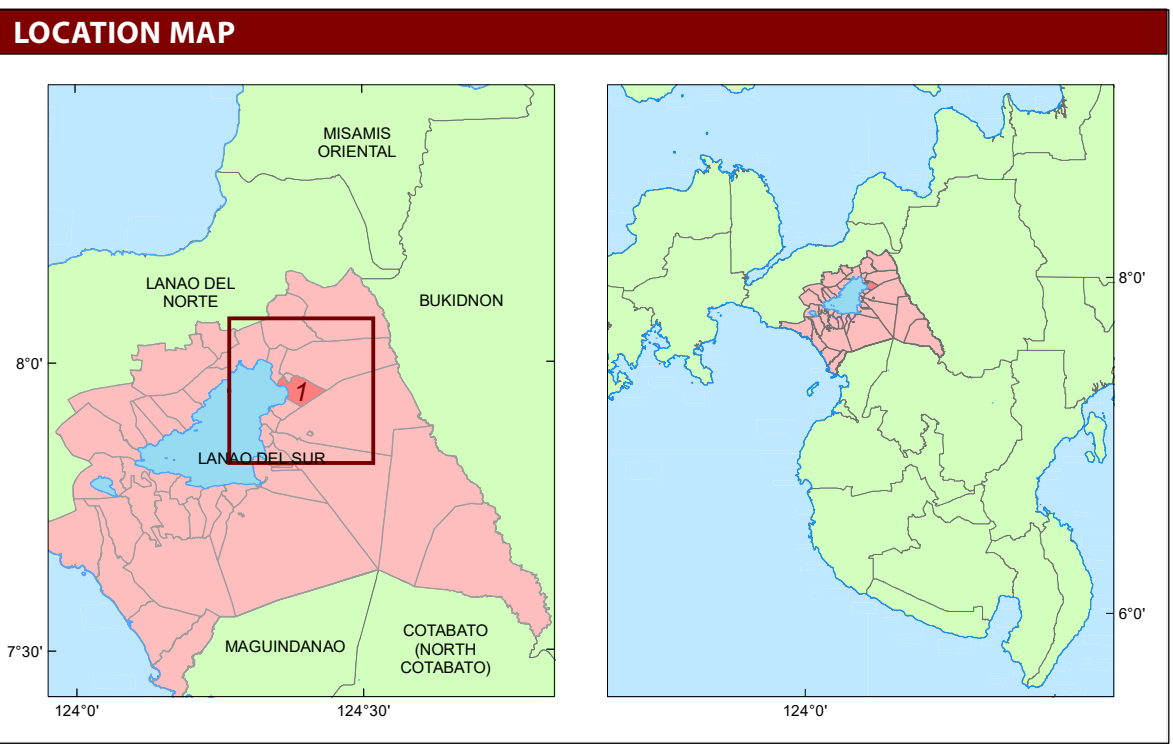 LOCATION MAP
MISAMIS
ORIENTAL
LANAO DEL
NORTE
BUKIDNON
8°0'
1
LANAO DEL SUR
MAGUINDANAO
COTABATO
(NORTH
COTABATO)
7°30'
124°0'
124°30'
8°0'
6°0'
124°0'